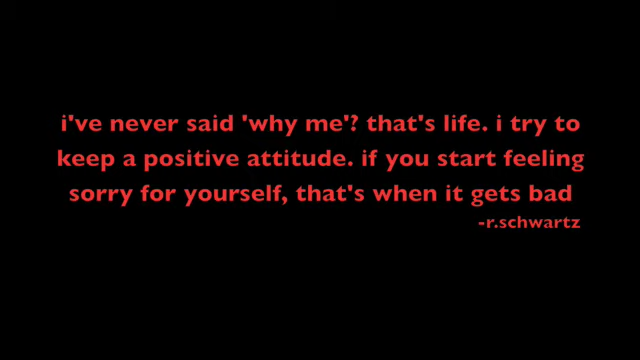 i've never said 'why me'? that's life. i try to
keep a positive attitude. if you start feeling
sorry for yourself, that's when it gets bad
-r.schwartz